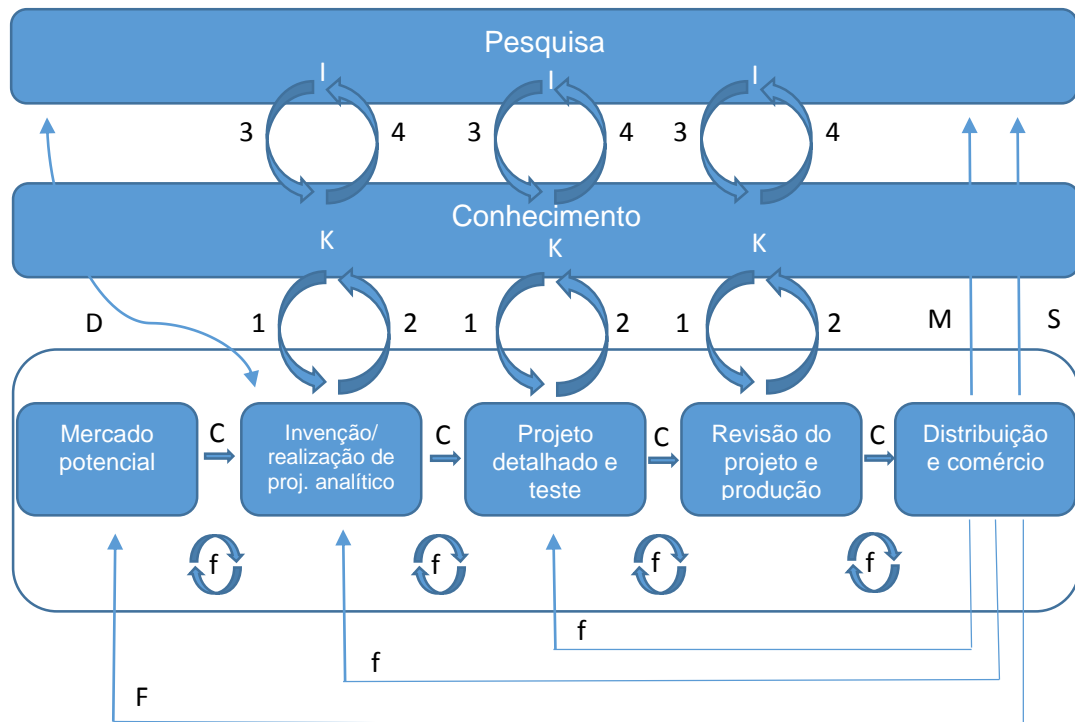 Pesquisa
I I I
3 4 3 4 3 4
Conhecimento
K K K
D 1 2 1 2 1 2 M S
Mercado
potencial
C
Invenção/
realização de
proj. analítico
C
Projeto
detalhado e
teste
C
Revisão do
projeto e
produção
C
Distribuição
e comércio
f f f f
f
f
F